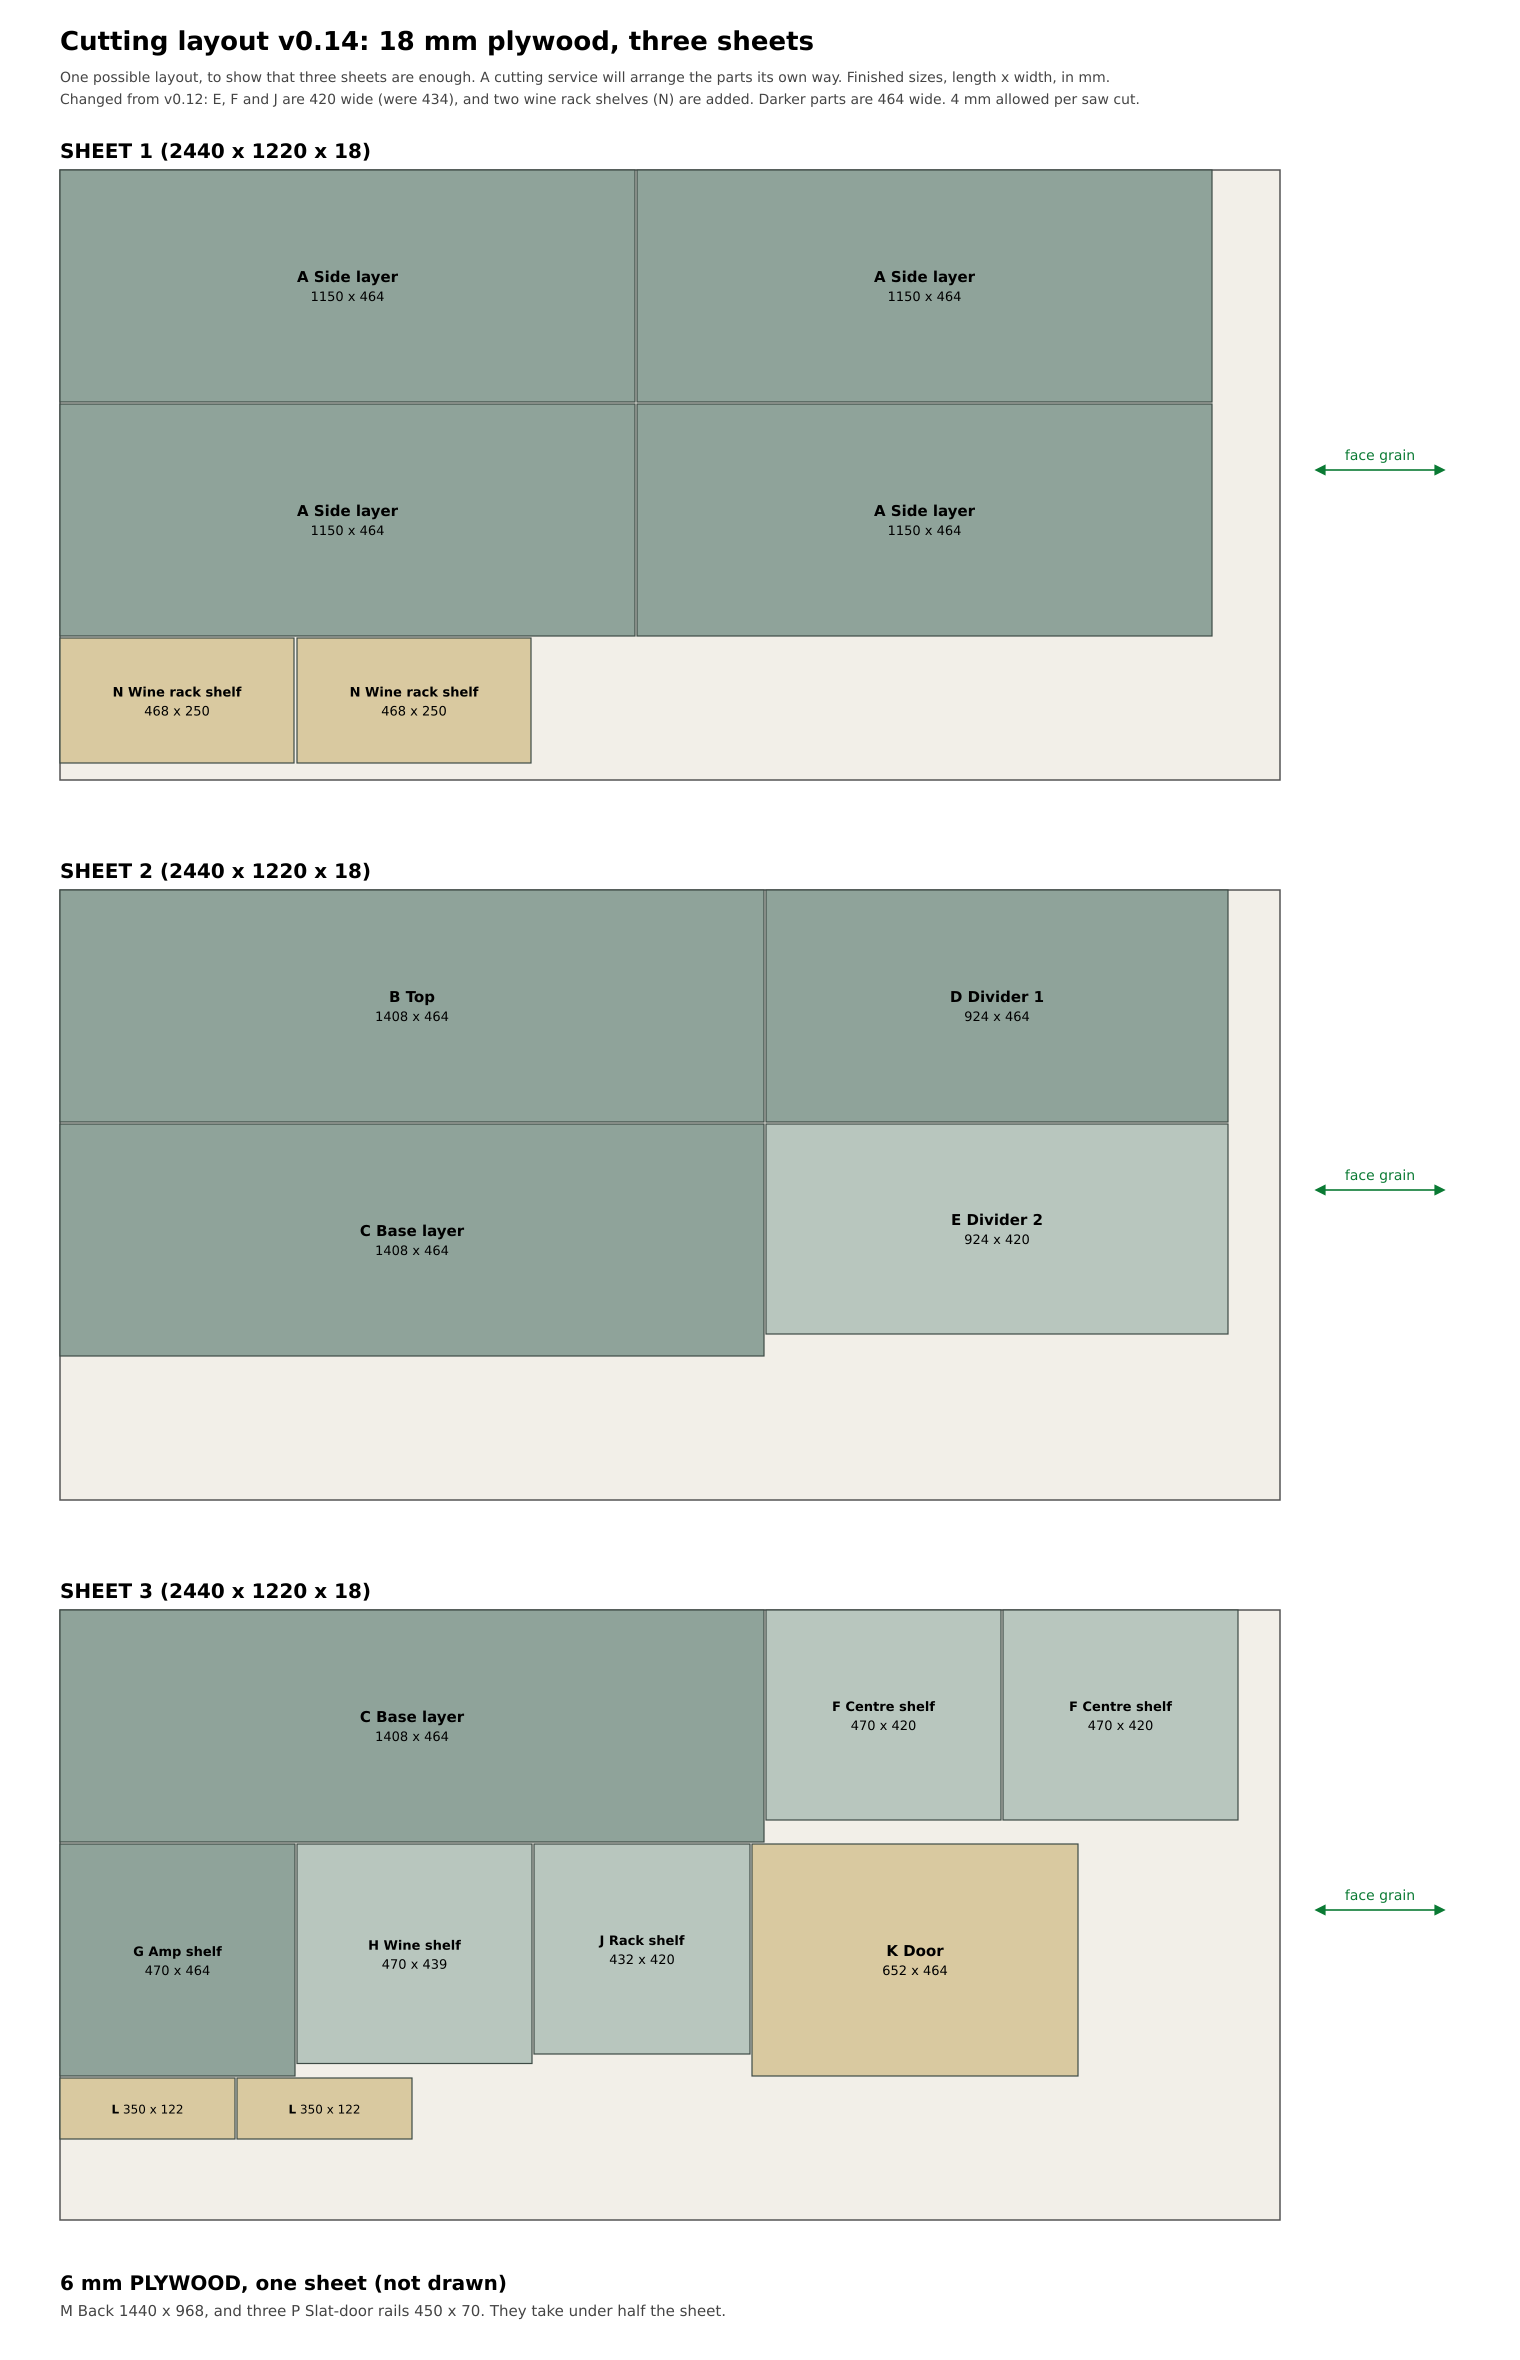 Cutting layout v0.14: 18 mm plywood, three sheets
One possible layout, to show that three sheets are enough. A cutting service will arrange the parts its own way. Finished sizes, length x width, in mm.
Changed from v0.12: E, F and J are 420 wide (were 434), and two wine rack shelves (N) are added. Darker parts are 464 wide. 4 mm allowed per saw cut.
SHEET 1 (2440 x 1220 x 18)
A Side layer
1150 x 464
A Side layer
1150 x 464
face grain
A Side layer
1150 x 464
A Side layer
1150 x 464
N Wine rack shelf
468 x 250
N Wine rack shelf
468 x 250
SHEET 2 (2440 x 1220 x 18)
B Top
1408 x 464
D Divider 1
924 x 464
face grain
C Base layer
1408 x 464
E Divider 2
924 x 420
SHEET 3 (2440 x 1220 x 18)
C Base layer
1408 x 464
F Centre shelf
470 x 420
F Centre shelf
470 x 420
face grain
G Amp shelf
470 x 464
H Wine shelf
470 x 439
J Rack shelf
432 x 420
K Door
652 x 464
L 350 x 122
L 350 x 122
6 mm PLYWOOD, one sheet (not drawn)
M Back 1440 x 968, and three P Slat-door rails 450 x 70. They take under half the sheet.